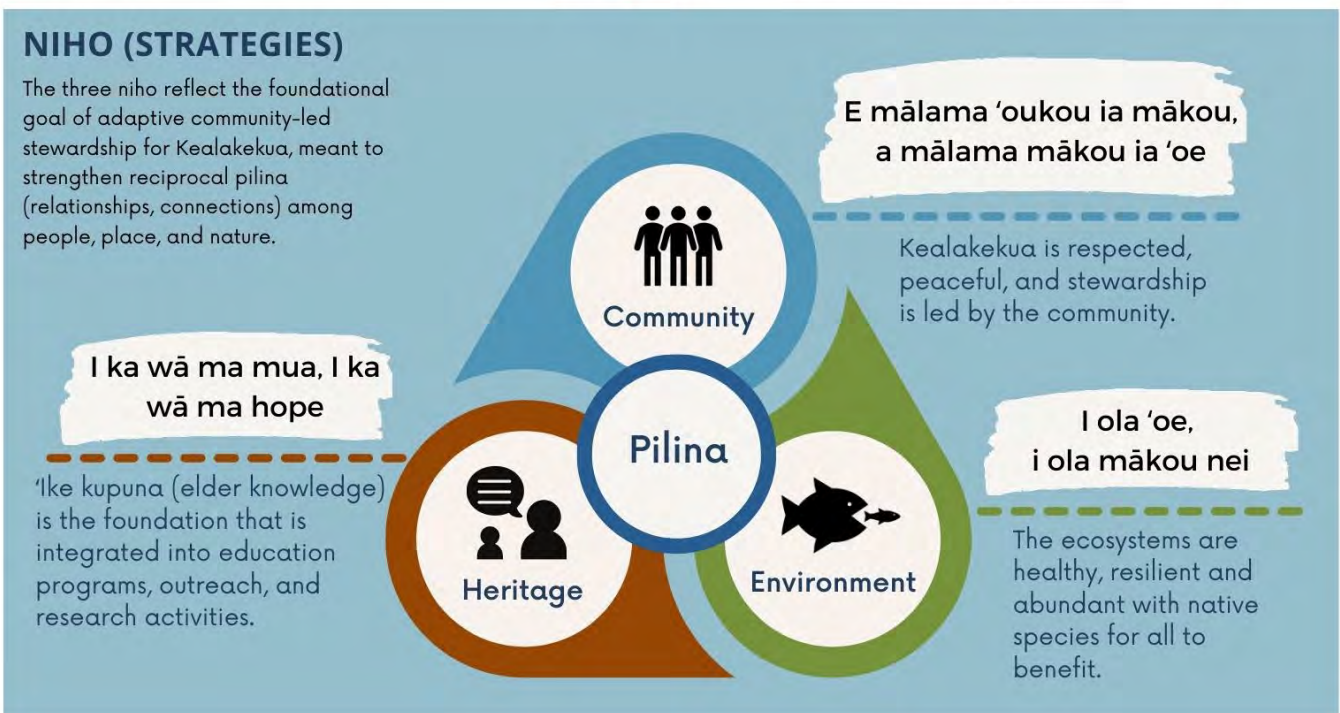 NIHO (STRATEGIES)
The three niho reflect the foundational
goal of adaptive community-led
stewardship for Kealakekua, meant to
strengthen reciprocal pilina
(relationships, connections) among
people, place, and nature.
E mālama ‘oukou ia mākou,
a mālama mākou ia ‘oe
Kealakekua is respected,
peaceful, and stewardship
is led by the community.
Community
I ka wā ma mua, I ka
wā ma hope
‘Ike kupuna (elder knowledge)
is the foundation that is
integrated into education
programs, outreach, and
research activities.
Pilina
Heritage
Environment
I ola ‘oe,
i ola mākou nei
The ecosystems are
healthy, resilient and
abundant with native
species for all to
benefit.